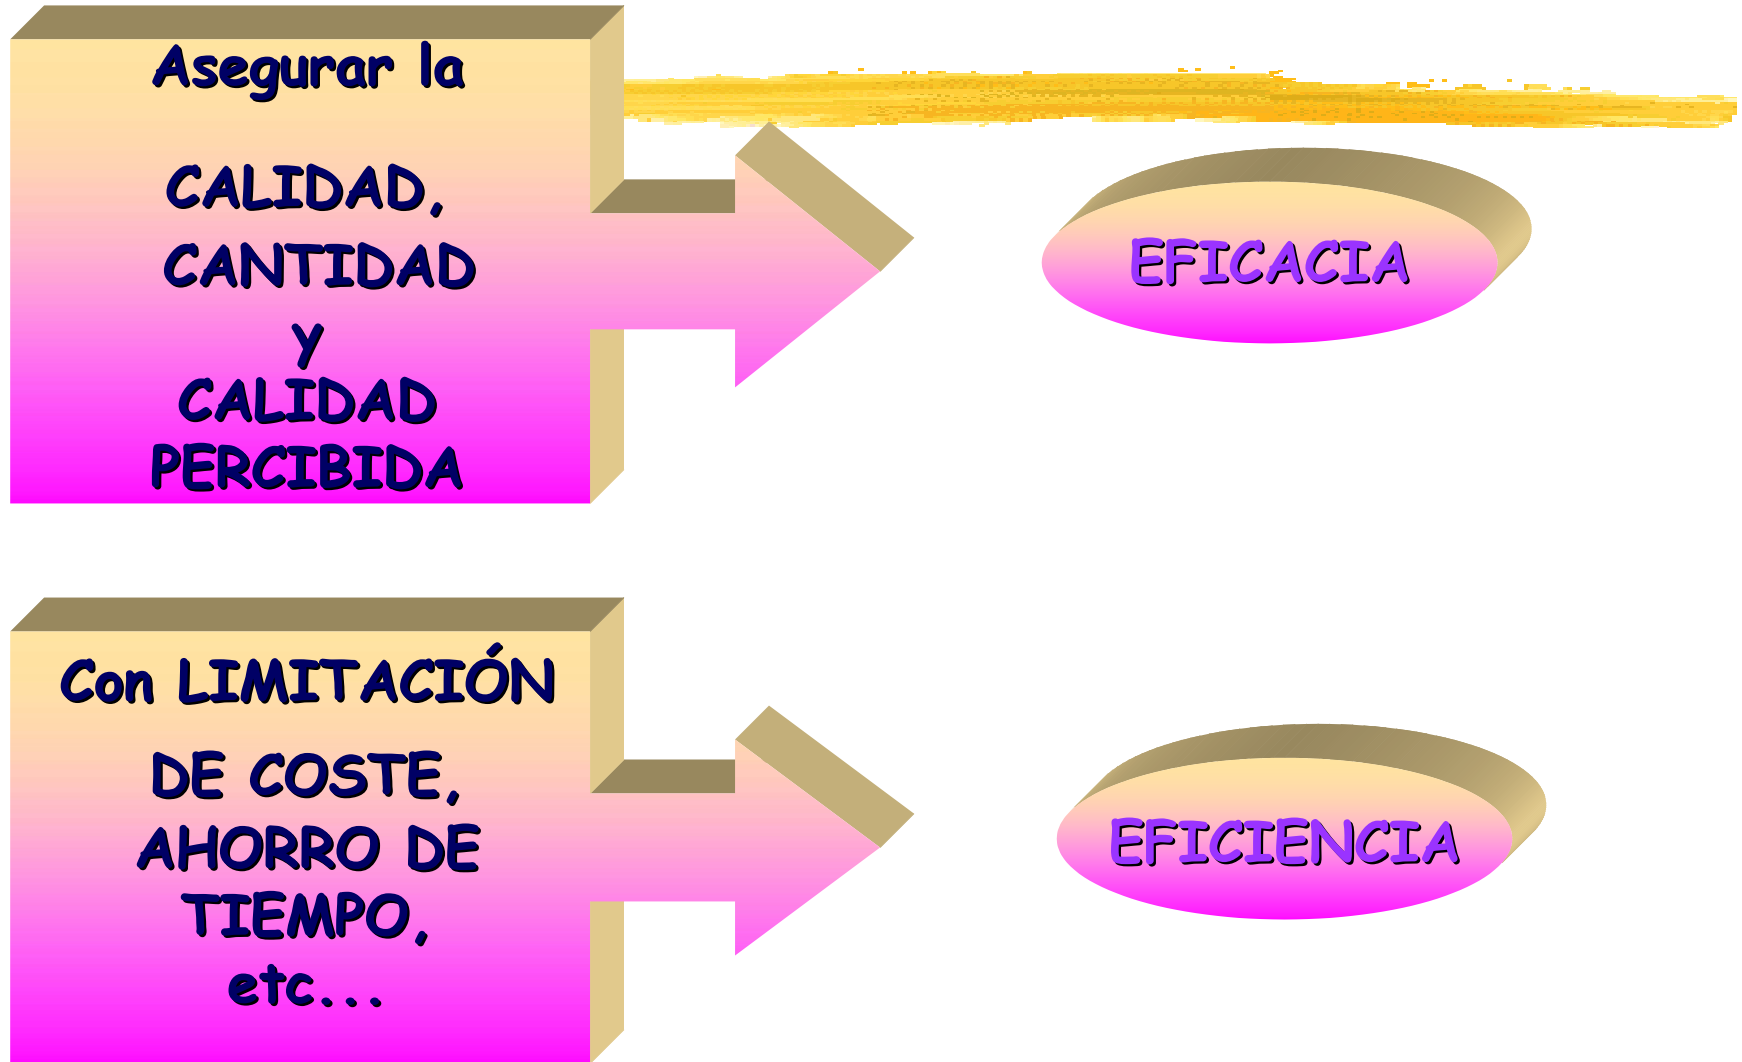 Asegurar la
CALIDAD,
CANTIDAD
y
CALIDAD
PERCIBIDA
EFICACIA
Con LIMITACIÓN
DE COSTE,
AHORRO DE
TIEMPO,
etc...
EFICIENCIA